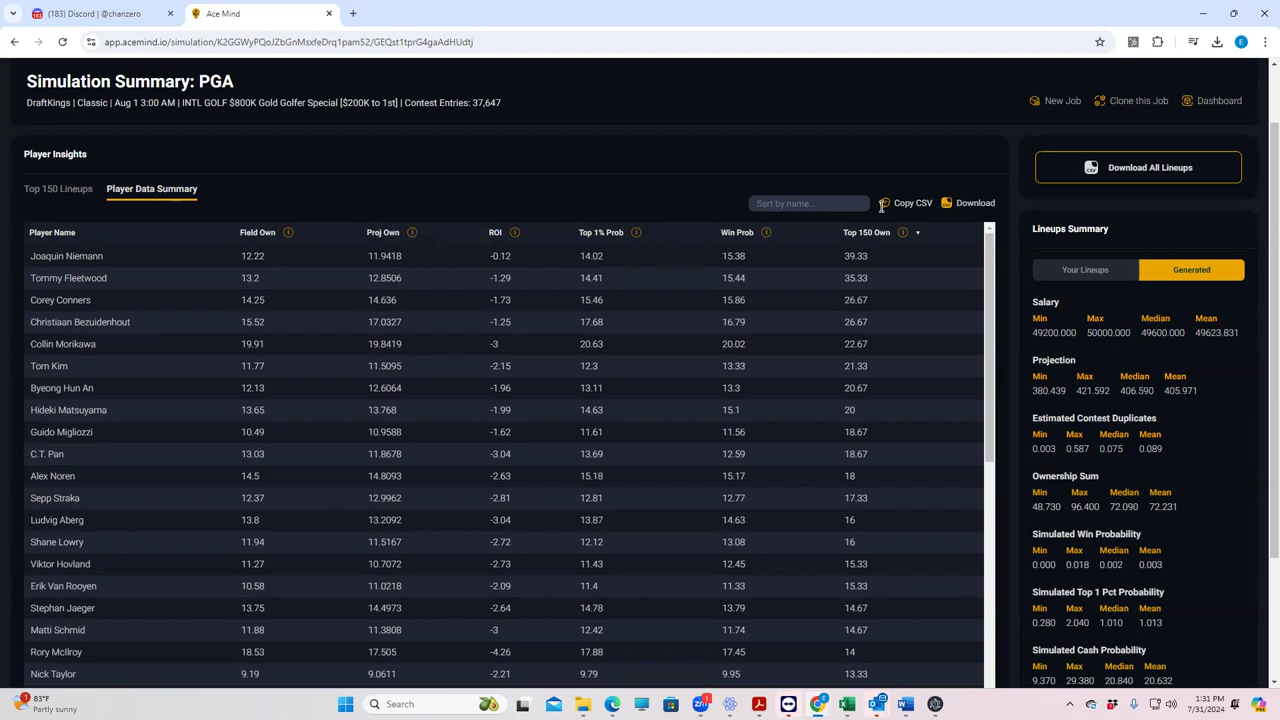 (183) Discord | @chanzero
Ace Mind
app.acemind.io/simulation/K2GGWyPQoJZbGnMsxfeDrq1pam52/GEQst1tprG4gaAdHUdtj
E
Simulation Summary: PGA
DraftKings | Classic | Aug 1 3:00 AM | INTL GOLF $800K Gold Golfer Special [$200K to 1st] | Contest Entries: 37,647
New Job Clone this Job Dashboard
Player Insights
Download All Lineups
Top 150 Lineups Player Data Summary
Sort by name... Copy CSV Download
Player Name Field Own Proj Own ROI Top 1% Prob Win Prob Top 150 Own
Joaquin Niemann 12.22 11.9418 -0.12 14.02 15.38 39.33
Tommy Fleetwood 13.2 12.8506 -1.29 14.41 15.44 35.33
Corey Conners 14.25 14.636 -1.73 15.46 15.86 26.67
Christiaan Bezuidenhout 15.52 17.0327 -1.25 17.68 16.79 26.67
Collin Morikawa 19.91 19.8419 -3 20.63 20.02 22.67
Tom Kim 11.77 11.5095 -2.15 12.3 13.33 21.33
Byeong Hun An 12.13 12.6064 -1.96 13.11 13.3 20.67
Hideki Matsuyama 13.65 13.768 -1.99 14.63 15.1 20
Guido Migliozzi 10.49 10.9588 -1.62 11.61 11.56 18.67
C.T. Pan 13.03 11.8678 -3.04 13.69 12.59 18.67
Alex Noren 14.5 14.8093 -2.63 15.18 15.17 18
Sepp Straka 12.37 12.9962 -2.81 12.81 12.77 17.33
Ludvig Aberg 13.8 13.2092 -3.04 13.87 14.63 16
Shane Lowry 11.94 11.5167 -2.72 12.12 13.08 16
Viktor Hovland 11.27 10.7072 -2.73 11.43 12.45 15.33
Erik Van Rooyen 10.58 11.0218 -2.09 11.4 11.33 15.33
Stephan Jaeger 13.75 14.4973 -2.64 14.78 13.79 14.67
Matti Schmid 11.88 11.3808 -3 12.42 11.74 14.67
Rory McIlroy 18.53 17.505 -4.26 17.88 17.45 14
Nick Taylor 9.19 9.0611 -2.21 9.79 9.95 13.33
Lineups Summary
Your Lineups Generated
Salary
Min Max Median Mean
49200.000 50000.000 49600.000 49623.831
Projection
Min Max Median Mean
380.439 421.592 406.590 405.971
Estimated Contest Duplicates
Min Max Median Mean
0.003 0.587 0.075 0.089
Ownership Sum
Min Max Median Mean
48.730 96.400 72.090 72.231
Simulated Win Probability
Min Max Median Mean
0.000 0.018 0.002 0.003
Simulated Top 1 Pct Probability
Min Max Median Mean
0.280 2.040 1.010 1.013
Simulated Cash Probability
Min Max Median Mean
9.370 29.380 20.840 20.632
83°F
Partly sunny
Search
1:31 PM
7/31/2024